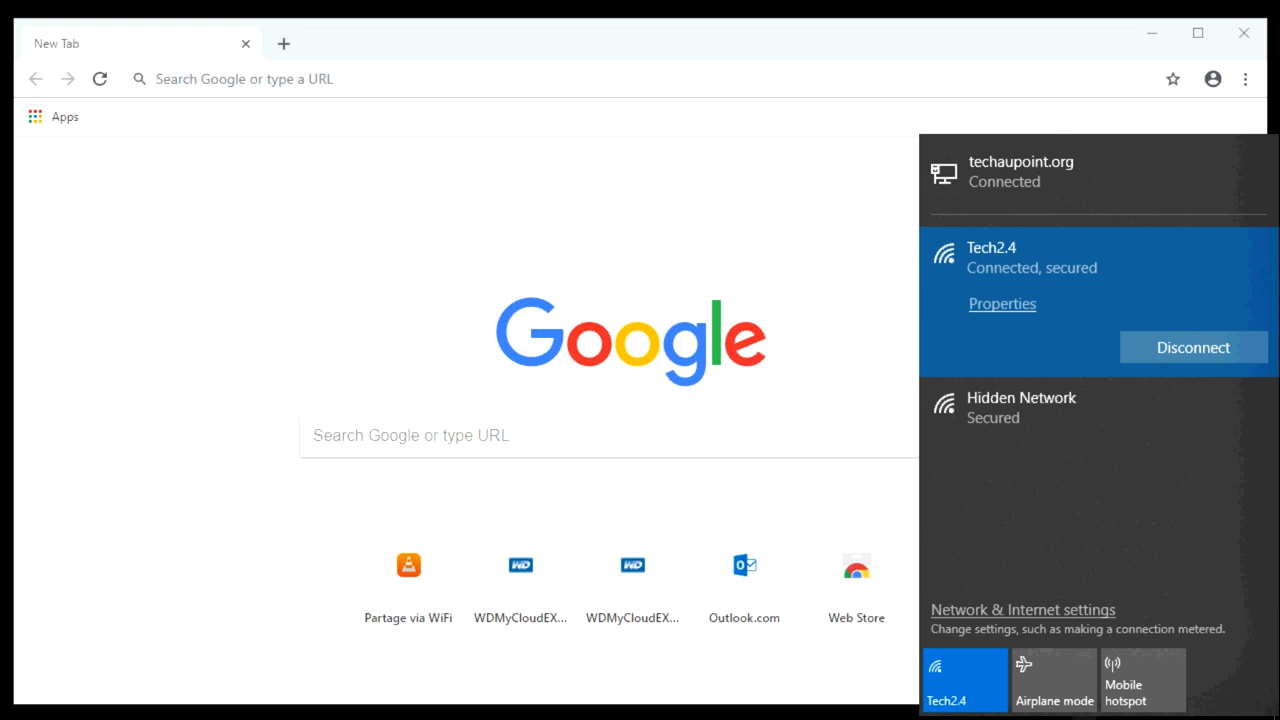 New Tab
Search Google or type a URL
Apps
Google
Search Google or type URL
Partage via WiFi
WDMyCloudEX...
WDMyCloudEX...
Outlook.com
Web Store
techaupoint.org
Connected
Tech2.4
Connected, secured
Properties
Disconnect
Hidden Network
Secured
Network & Internet settings
Change settings, such as making a connection metered.
Tech2.4
Airplane mode
Mobile
hotspot